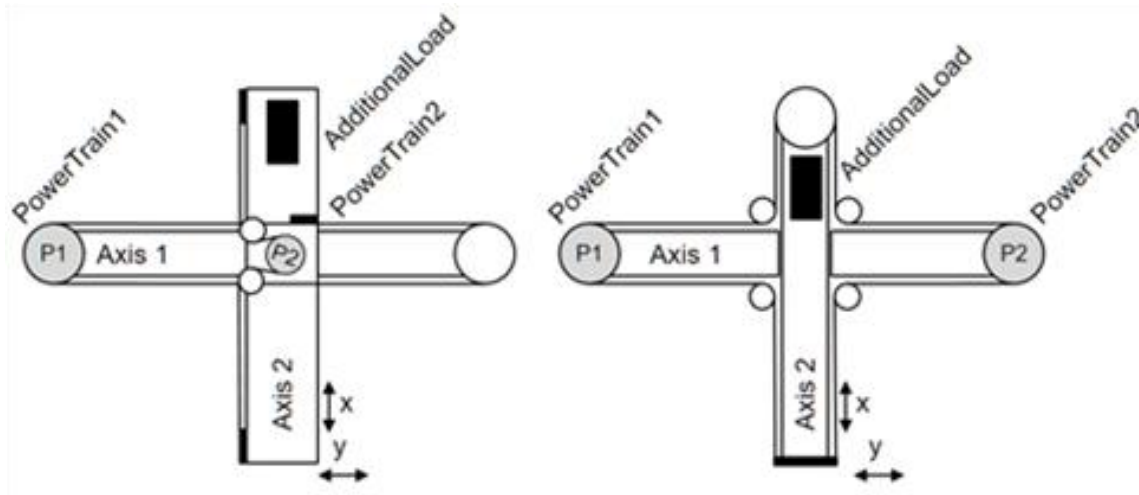 PowerTrain1
AdditionalLoad
PowerTrain2
P1
Axis 1
P2
Axis 2
x
y
PowerTrain1
AdditionalLoad
PowerTrain2
P1
Axis 1
P2
Axis 2
x
y